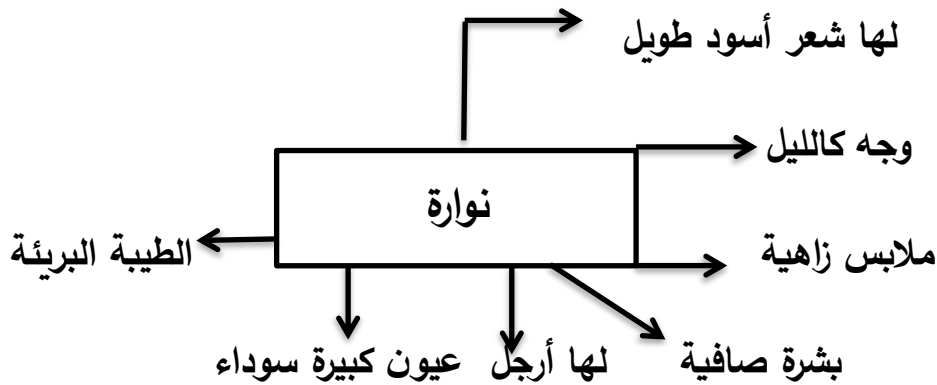 لها شعر أسود طويل
وجه كالليل
نوارة
ملابس زاهية
الطيبة البريئة
بشرة صافية
لها أرجل
عيون كبيرة سوداء